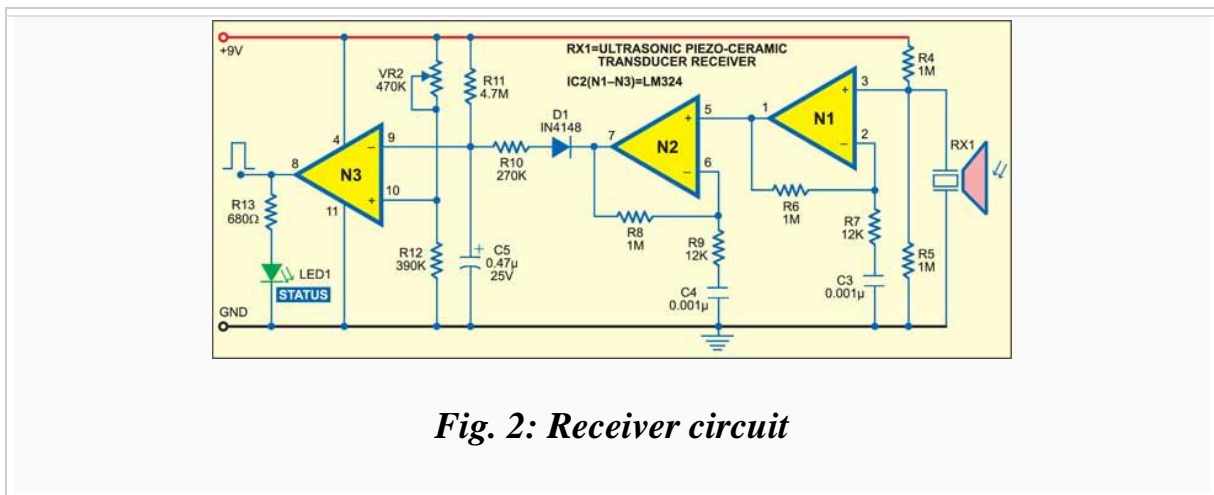 +9V
RX1=ULTRASONIC PIEZO-CERAMIC
TRANSDUCER RECEIVER
IC2(N1–N3)=LM324
R4
1M
VR2
470K
R11
4.7M
D1
IN4148
5
1
3
N1
2
RX1
4
9
7
N2
6
8
N3
R10
270K
10
R6
1M
R7
12K
11
R13
680Ω
R8
1M
R9
12K
R12
390K
C5
0.47µ
25V
R5
1M
LED1
STATUS
C4
0.001µ
C3
0.001µ
GND
+
−
+
−
−
+
+
Fig. 2: Receiver circuit